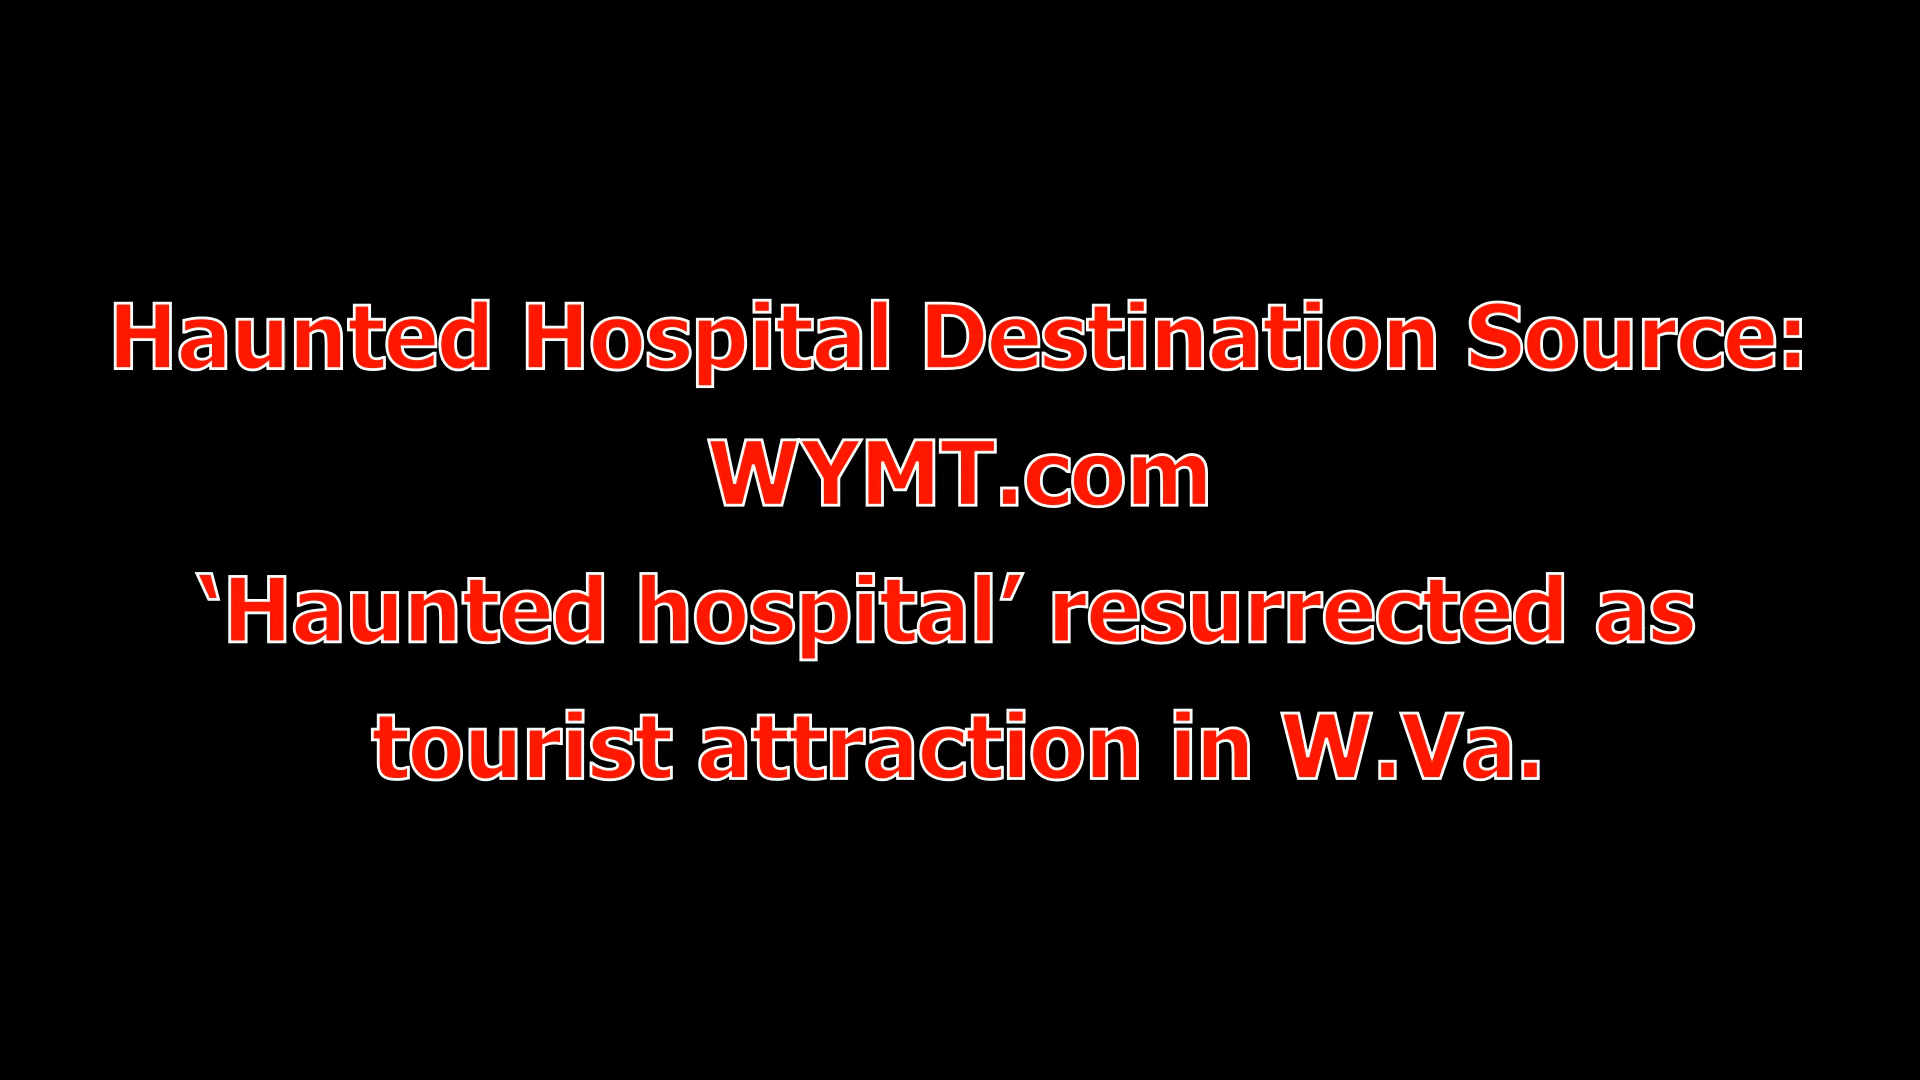 Haunted Hospital Destination Source:
WYMT.com
‘Haunted hospital’ resurrected as
tourist attraction in W.Va.